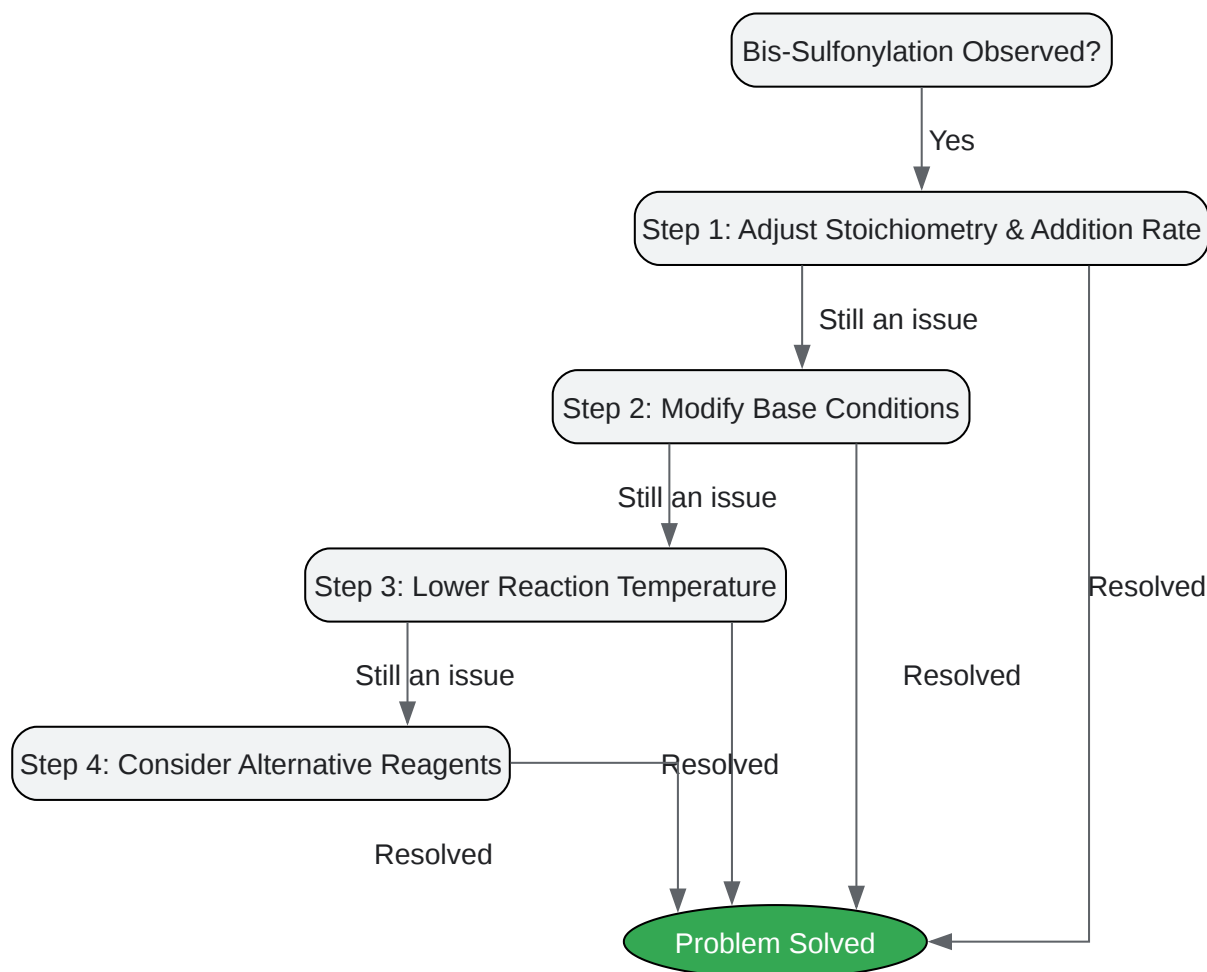 Bis-Sulfonylation Observed?
Yes
Step 1: Adjust Stoichiometry & Addition Rate
Still an issue
Step 2: Modify Base Conditions
Still an issue
Step 3: Lower Reaction Temperature
Resolved
Still an issue
Resolved
Step 4: Consider Alternative Reagents
Resolved
Resolved
Problem Solved